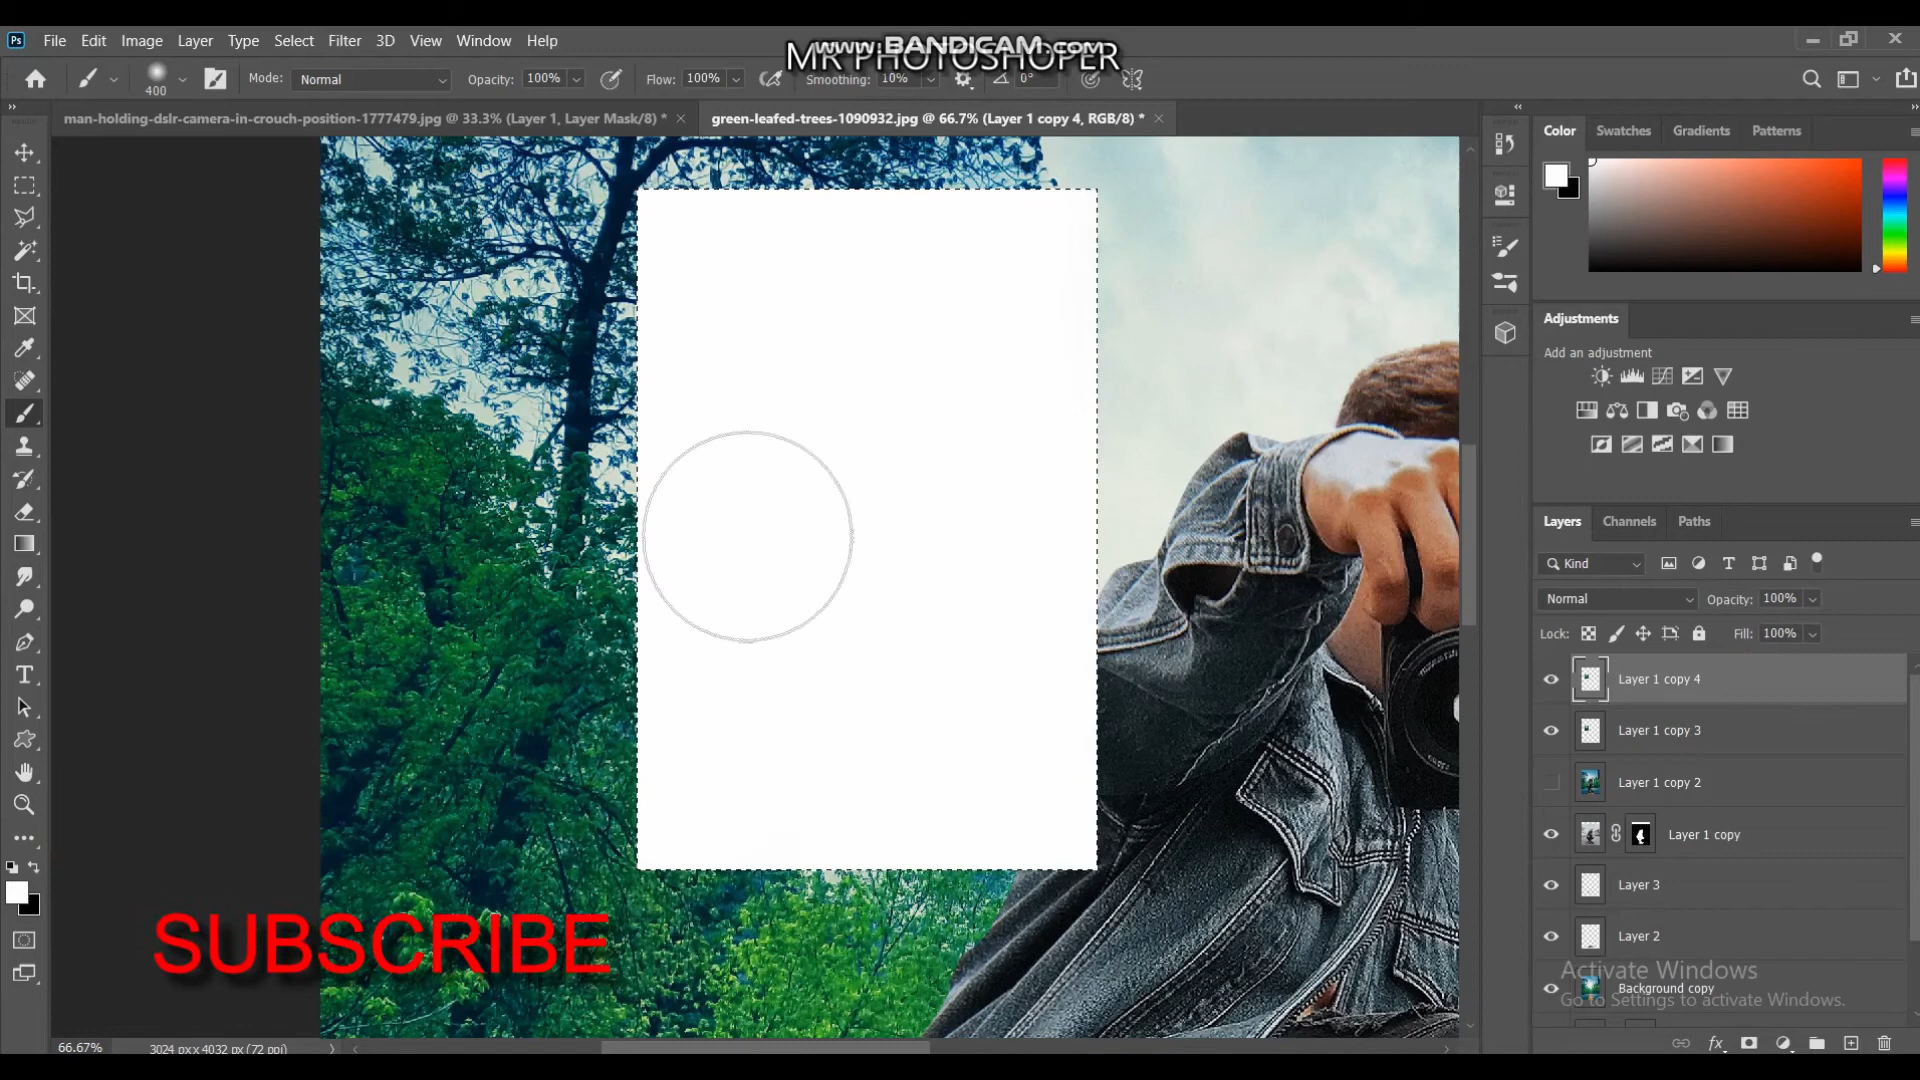 www.BANDICAM.com
MR PHOTOSHOPER
Ps File Edit Image Layer Type Select Filter 3D View Window Help
400 Mode: Normal Opacity: 100% Flow: 100% Smoothing: 10% 0°
man-holding-dslr-camera-in-crouch-position-1777479.jpg @ 33.3% (Layer 1, Layer Mask/8) * green-leafed-trees-1090932.jpg @ 66.7% (Layer 1 copy 4, RGB/8) *
Color Swatches Gradients Patterns
Adjustments
Add an adjustment
Layers Channels Paths
Kind
Normal Opacity: 100%
Lock: Fill: 100%
Layer 1 copy 4
Layer 1 copy 3
Layer 1 copy 2
Layer 1 copy
Layer 3
Layer 2
Background copy
Activate Windows
Go to Settings to activate Windows.
SUBSCRIBE
66.67% 3024 px x 4032 px (72 ppi)
fx